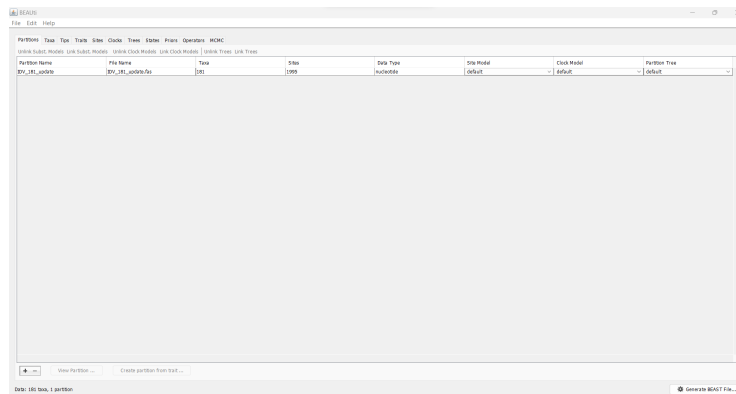 BEAUti
File Edit Help
Partitions Taxa Tips Traits Sites Clocks Trees States Priors Operators MCMC
Unlink Subst. Models Link Subst. Models Unlink Clock Models Link Clock Models Unlink Trees Link Trees
Partition Name File Name Taxa Sites Data Type Site Model Clock Model Partition Tree
IDV_181_update IDV_181_update.fas 181 1995 nucleotide default default default
+ − View Partition ... Create partition from trait ...
Data: 181 taxa, 1 partition Generate BEAST File...